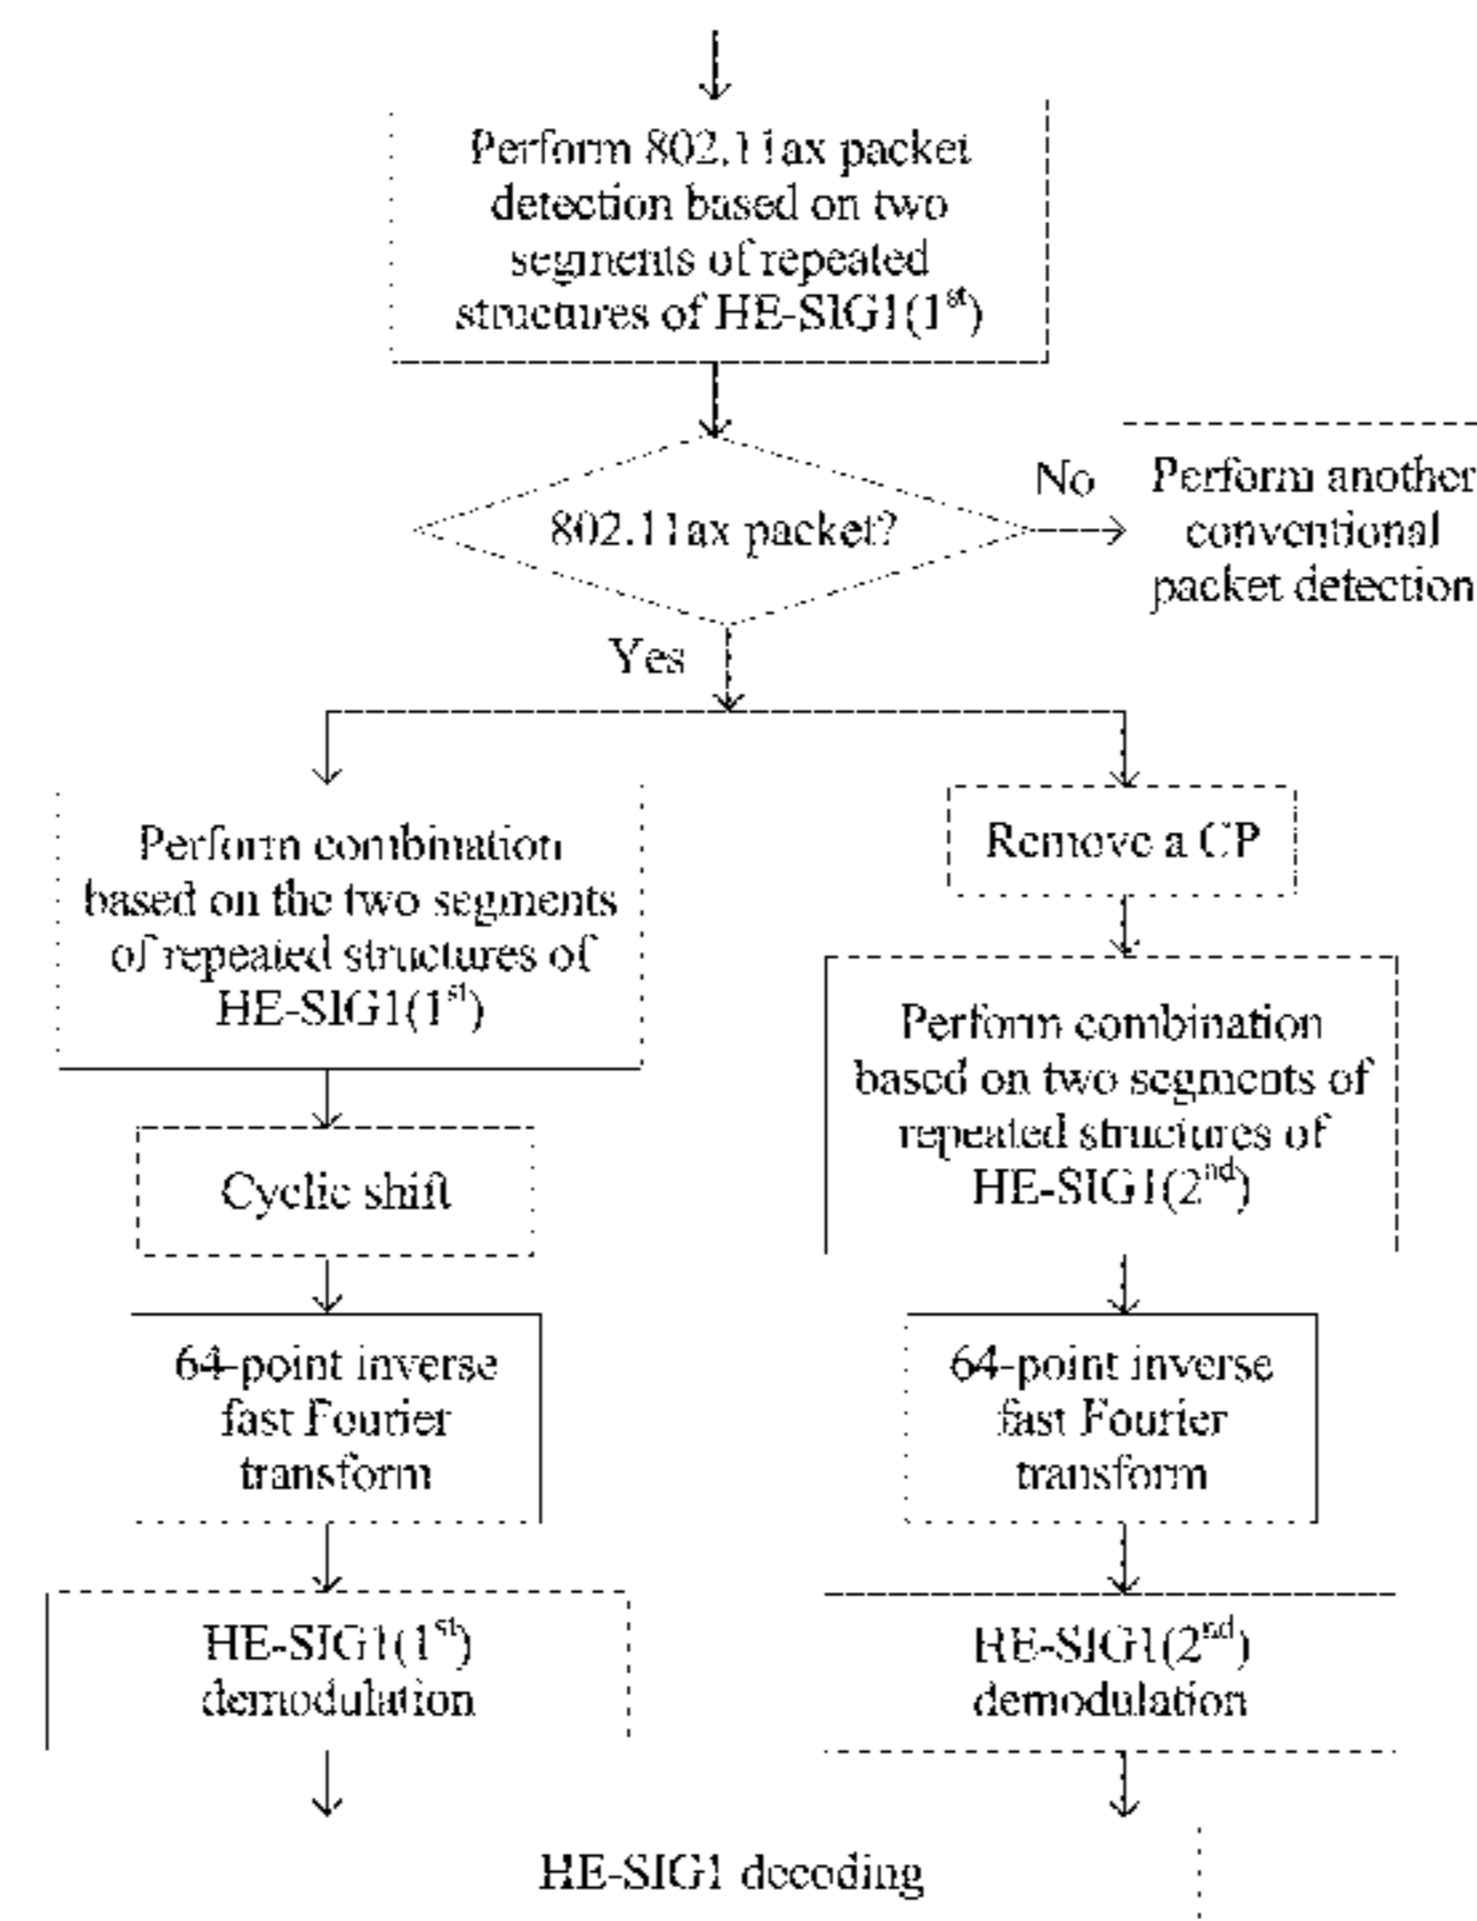 Perform 802.11ax packet
detection based on two
segments of repeated
structures of HE-SIG1(1st)
802.11ax packet?
No
Perform another
conventional
packet detection
Yes
Perform combination
based on the two segments
of repeated structures of
HE-SIG1(1st)
Cyclic shift
64-point inverse
fast Fourier
transform
HE-SIG1(1st)
demodulation
Remove a CP
Perform combination
based on two segments of
repeated structures of
HE-SIG1(2nd)
64-point inverse
fast Fourier
transform
HE-SIG1(2nd)
demodulation
HE-SIG1 decoding